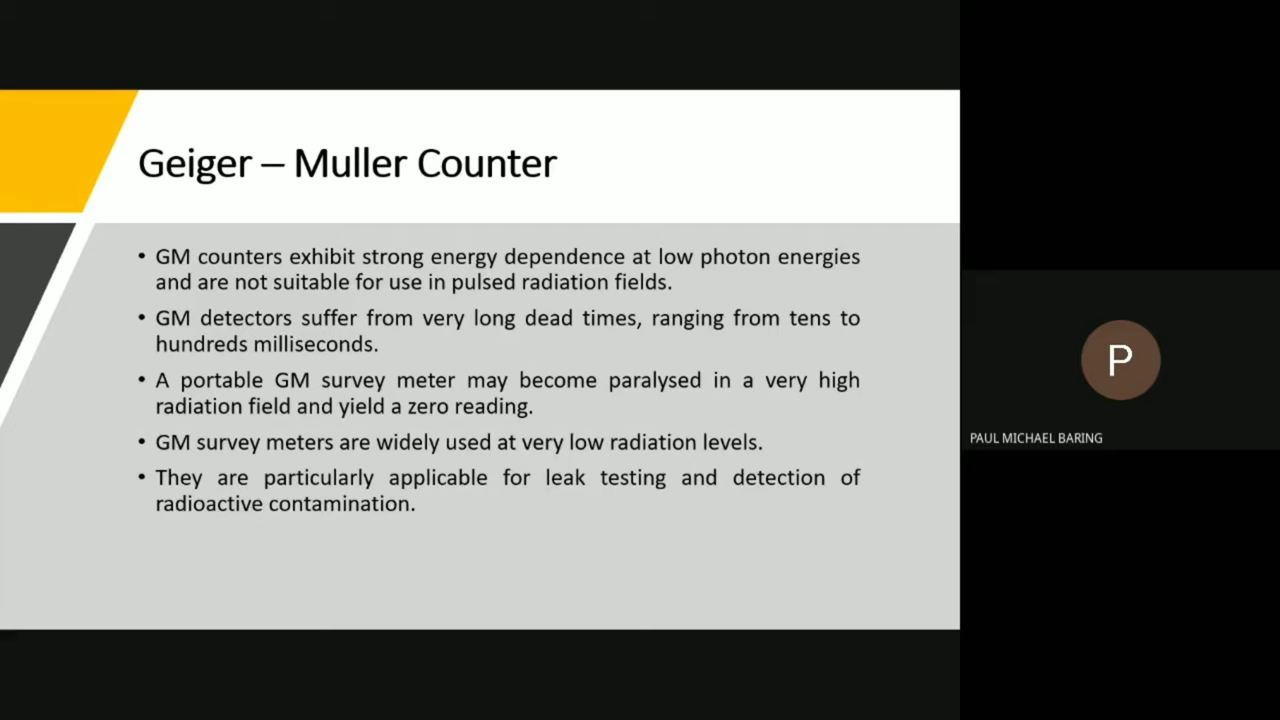 Geiger – Muller Counter
• GM counters exhibit strong energy dependence at low photon energies
and are not suitable for use in pulsed radiation fields.
• GM detectors suffer from very long dead times, ranging from tens to
hundreds milliseconds.
• A portable GM survey meter may become paralysed in a very high
radiation field and yield a zero reading.
• GM survey meters are widely used at very low radiation levels.
• They are particularly applicable for leak testing and detection of
radioactive contamination.
P
PAUL MICHAEL BARING